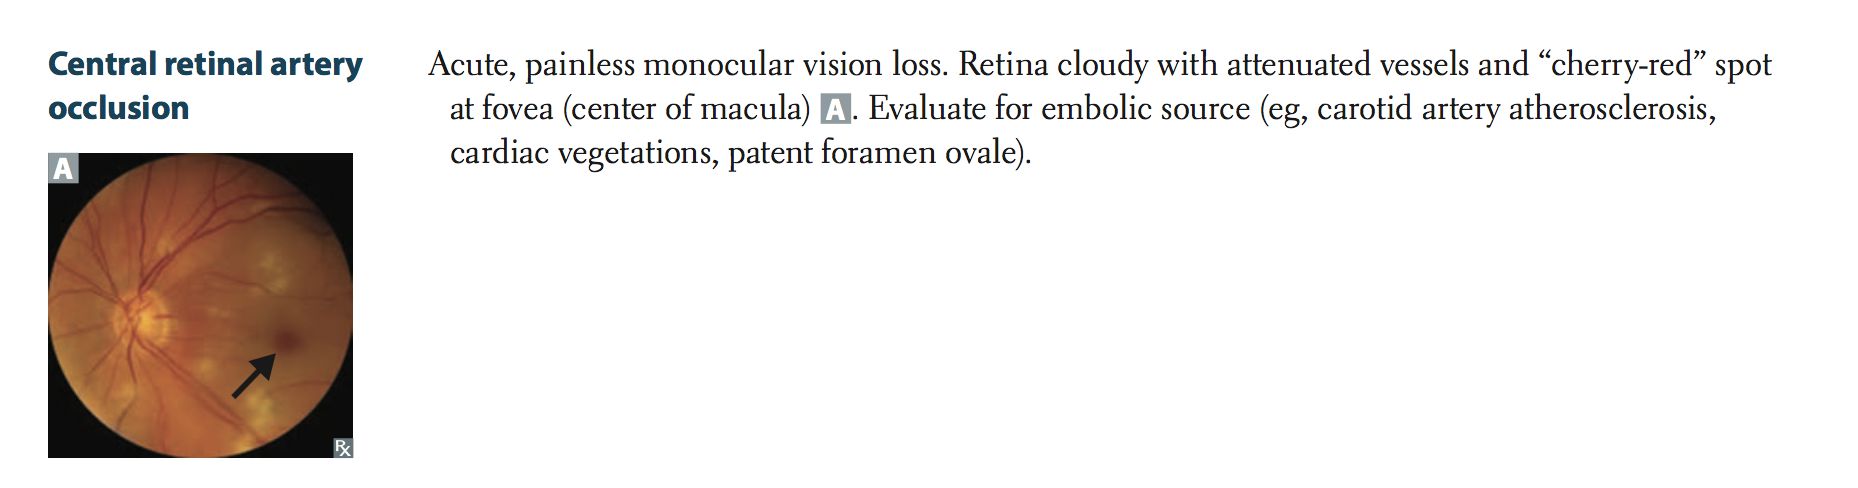 Central retinal artery
occlusion
Acute, painless monocular vision loss. Retina cloudy with attenuated vessels and “cherry-red” spot
at fovea (center of macula) A. Evaluate for embolic source (eg, carotid artery atherosclerosis,
cardiac vegetations, patent foramen ovale).
A
Rx